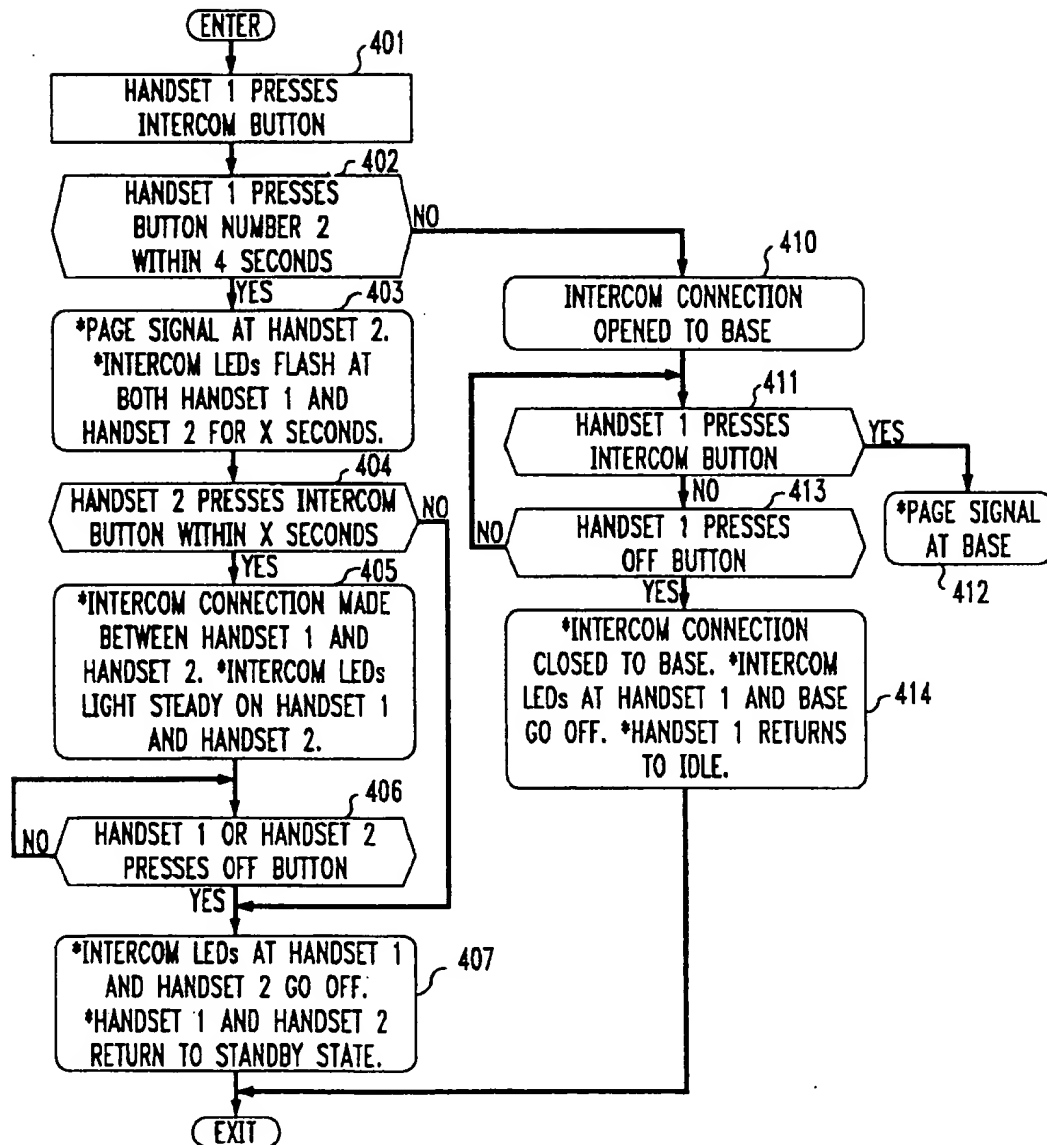 ENTER
401
HANDSET 1 PRESSES
INTERCOM BUTTON
402
HANDSET 1 PRESSES
BUTTON NUMBER 2
WITHIN 4 SECONDS
NO
YES
403
*PAGE SIGNAL AT HANDSET 2.
*INTERCOM LEDs FLASH AT
BOTH HANDSET 1 AND
HANDSET 2 FOR X SECONDS.
404
HANDSET 2 PRESSES INTERCOM
BUTTON WITHIN X SECONDS
NO
YES
405
*INTERCOM CONNECTION MADE
BETWEEN HANDSET 1 AND
HANDSET 2. *INTERCOM LEDs
LIGHT STEADY ON HANDSET 1
AND HANDSET 2.
406
HANDSET 1 OR HANDSET 2
PRESSES OFF BUTTON
NO
YES
*INTERCOM LEDs AT HANDSET 1
AND HANDSET 2 GO OFF.
*HANDSET 1 AND HANDSET 2
RETURN TO STANDBY STATE.
407
410
INTERCOM CONNECTION
OPENED TO BASE
411
HANDSET 1 PRESSES
INTERCOM BUTTON
YES
NO
*PAGE SIGNAL
AT BASE
412
413
HANDSET 1 PRESSES
OFF BUTTON
NO
YES
*INTERCOM CONNECTION
CLOSED TO BASE. *INTERCOM
LEDs AT HANDSET 1 AND BASE
GO OFF. *HANDSET 1 RETURNS
TO IDLE.
414
EXIT